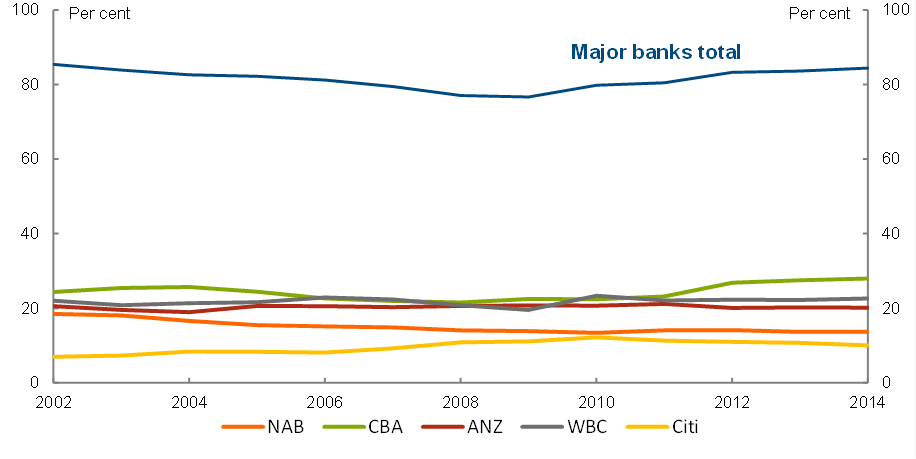 100 100
Per cent Per cent
Major banks total
80 80
60 60
40 40
20 20
0 0
2002 2004 2006 2008 2010 2012 2014
NAB CBA ANZ WBC Citi